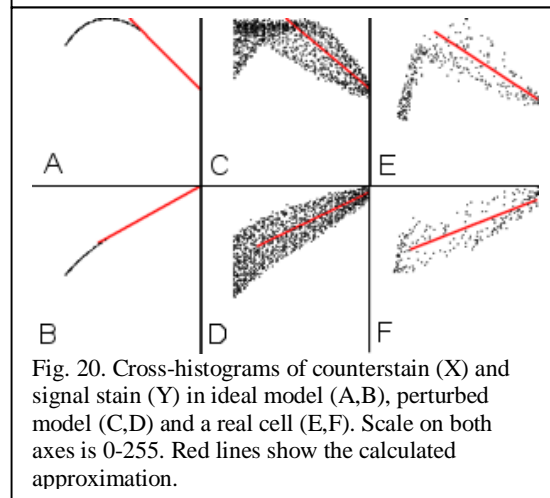 A
C
E
B
D
F
Fig. 20. Cross-histograms of counterstain (X) and
signal stain (Y) in ideal model (A,B), perturbed
model (C,D) and a real cell (E,F). Scale on both
axes is 0-255. Red lines show the calculated
approximation.